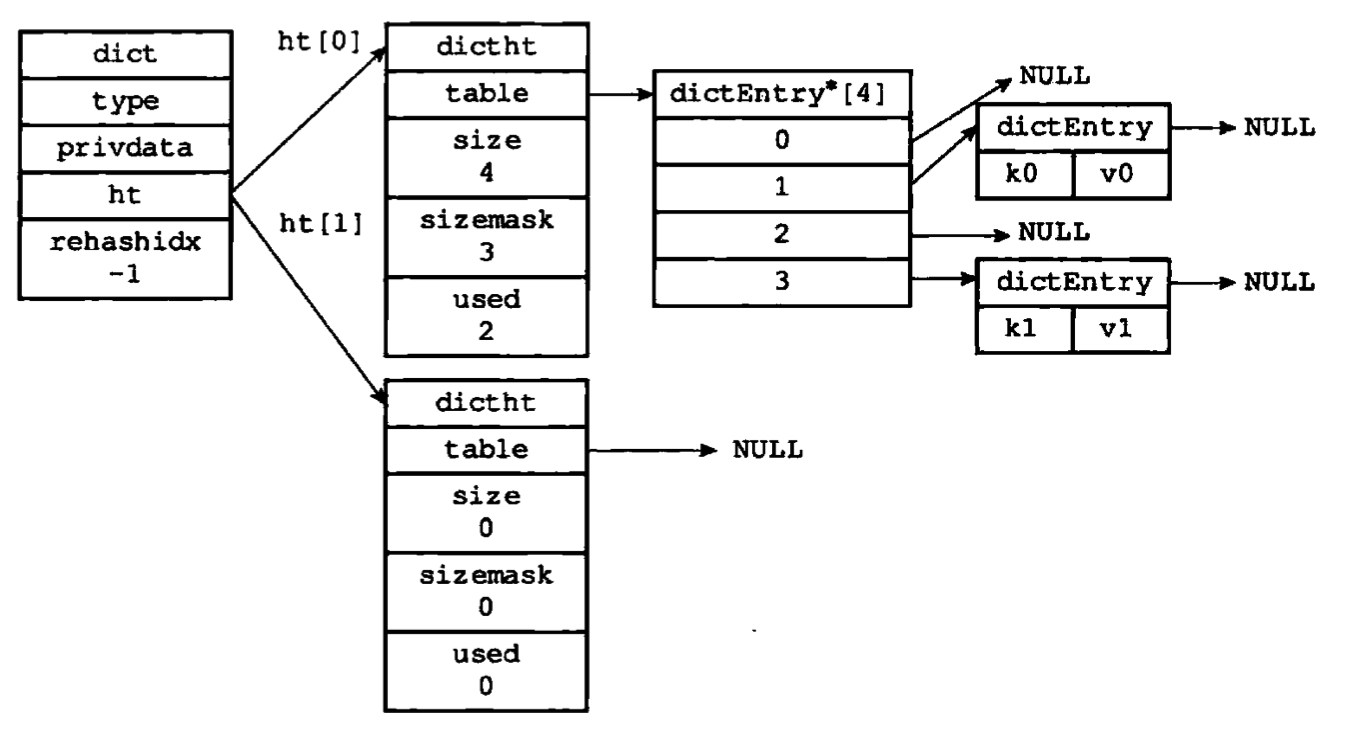 dict
type
privdata
ht
rehashidx
-1
ht[0]
ht[1]
dictht
table
size
4
sizemask
3
used
2
dictEntry*[4]
0
1
2
3
NULL
dictEntry
k0 v0
NULL
NULL
dictEntry
k1 v1
NULL
dictht
table
size
0
sizemask
0
used
0
NULL